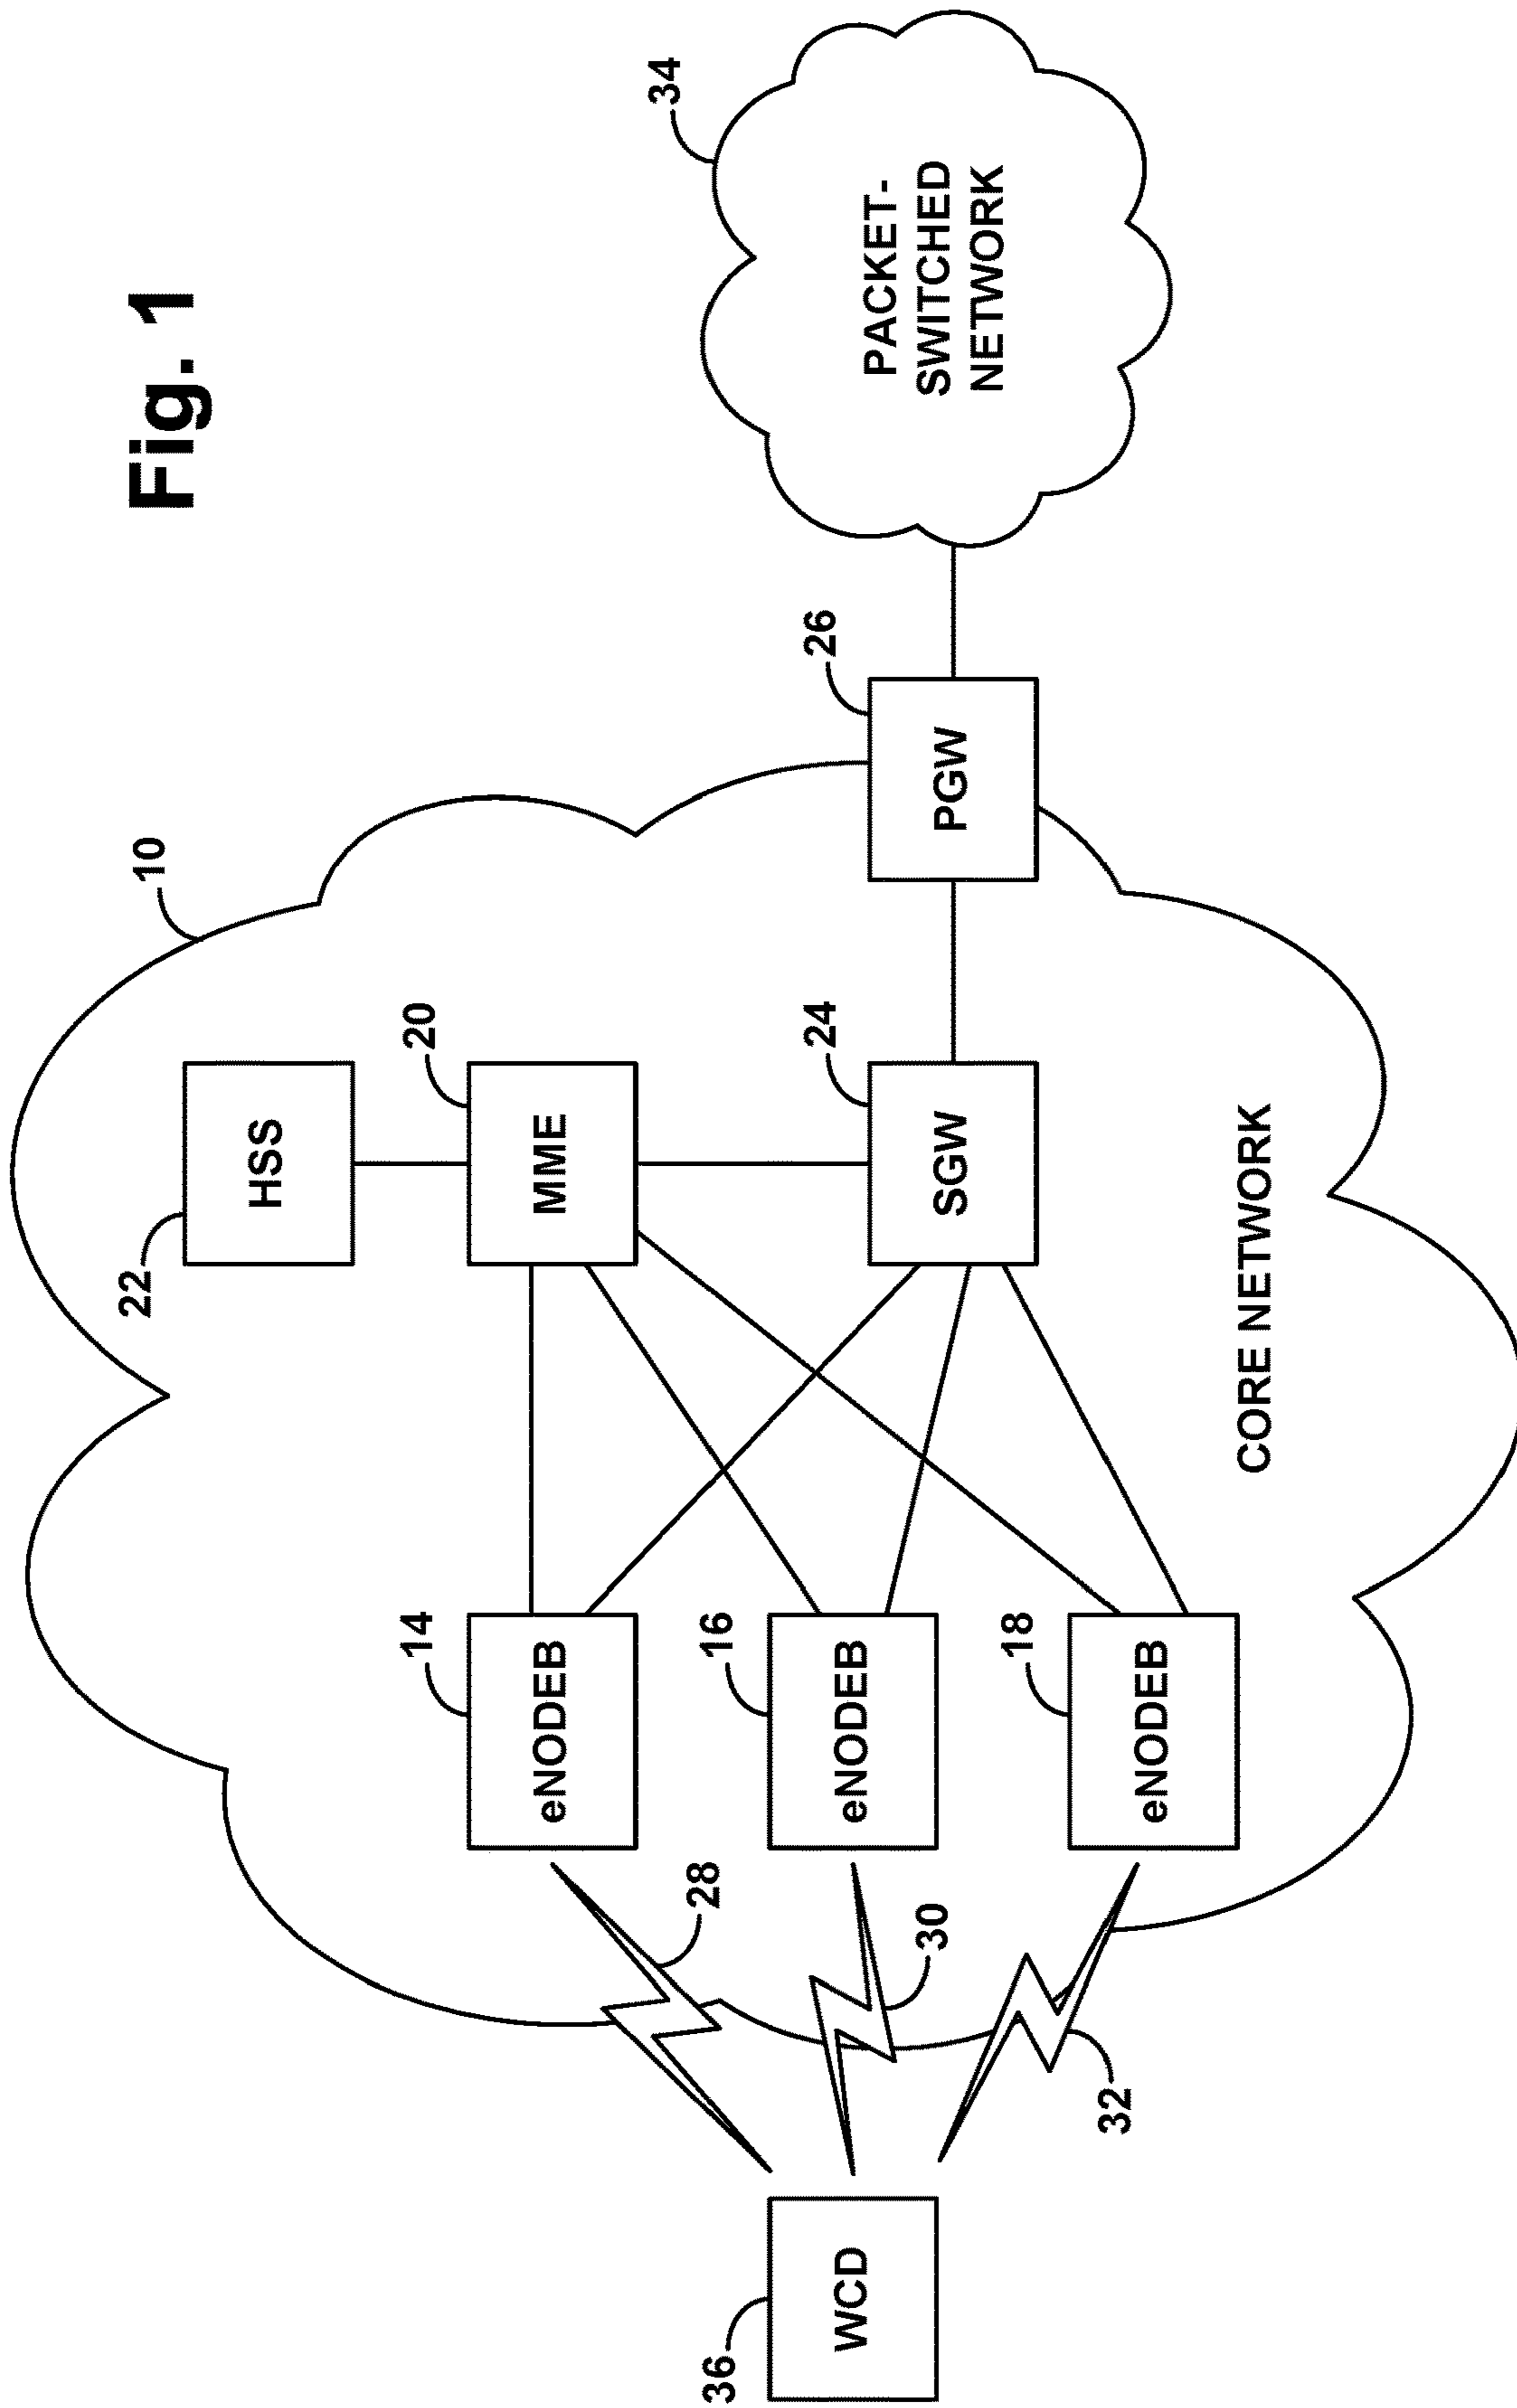 Fig. 1
10
22
HSS
20
MME
14
eNODEB
28
16
eNODEB
30
18
eNODEB
32
36
WCD
24
SGW
26
PGW
34
PACKET-
SWITCHED
NETWORK
CORE NETWORK